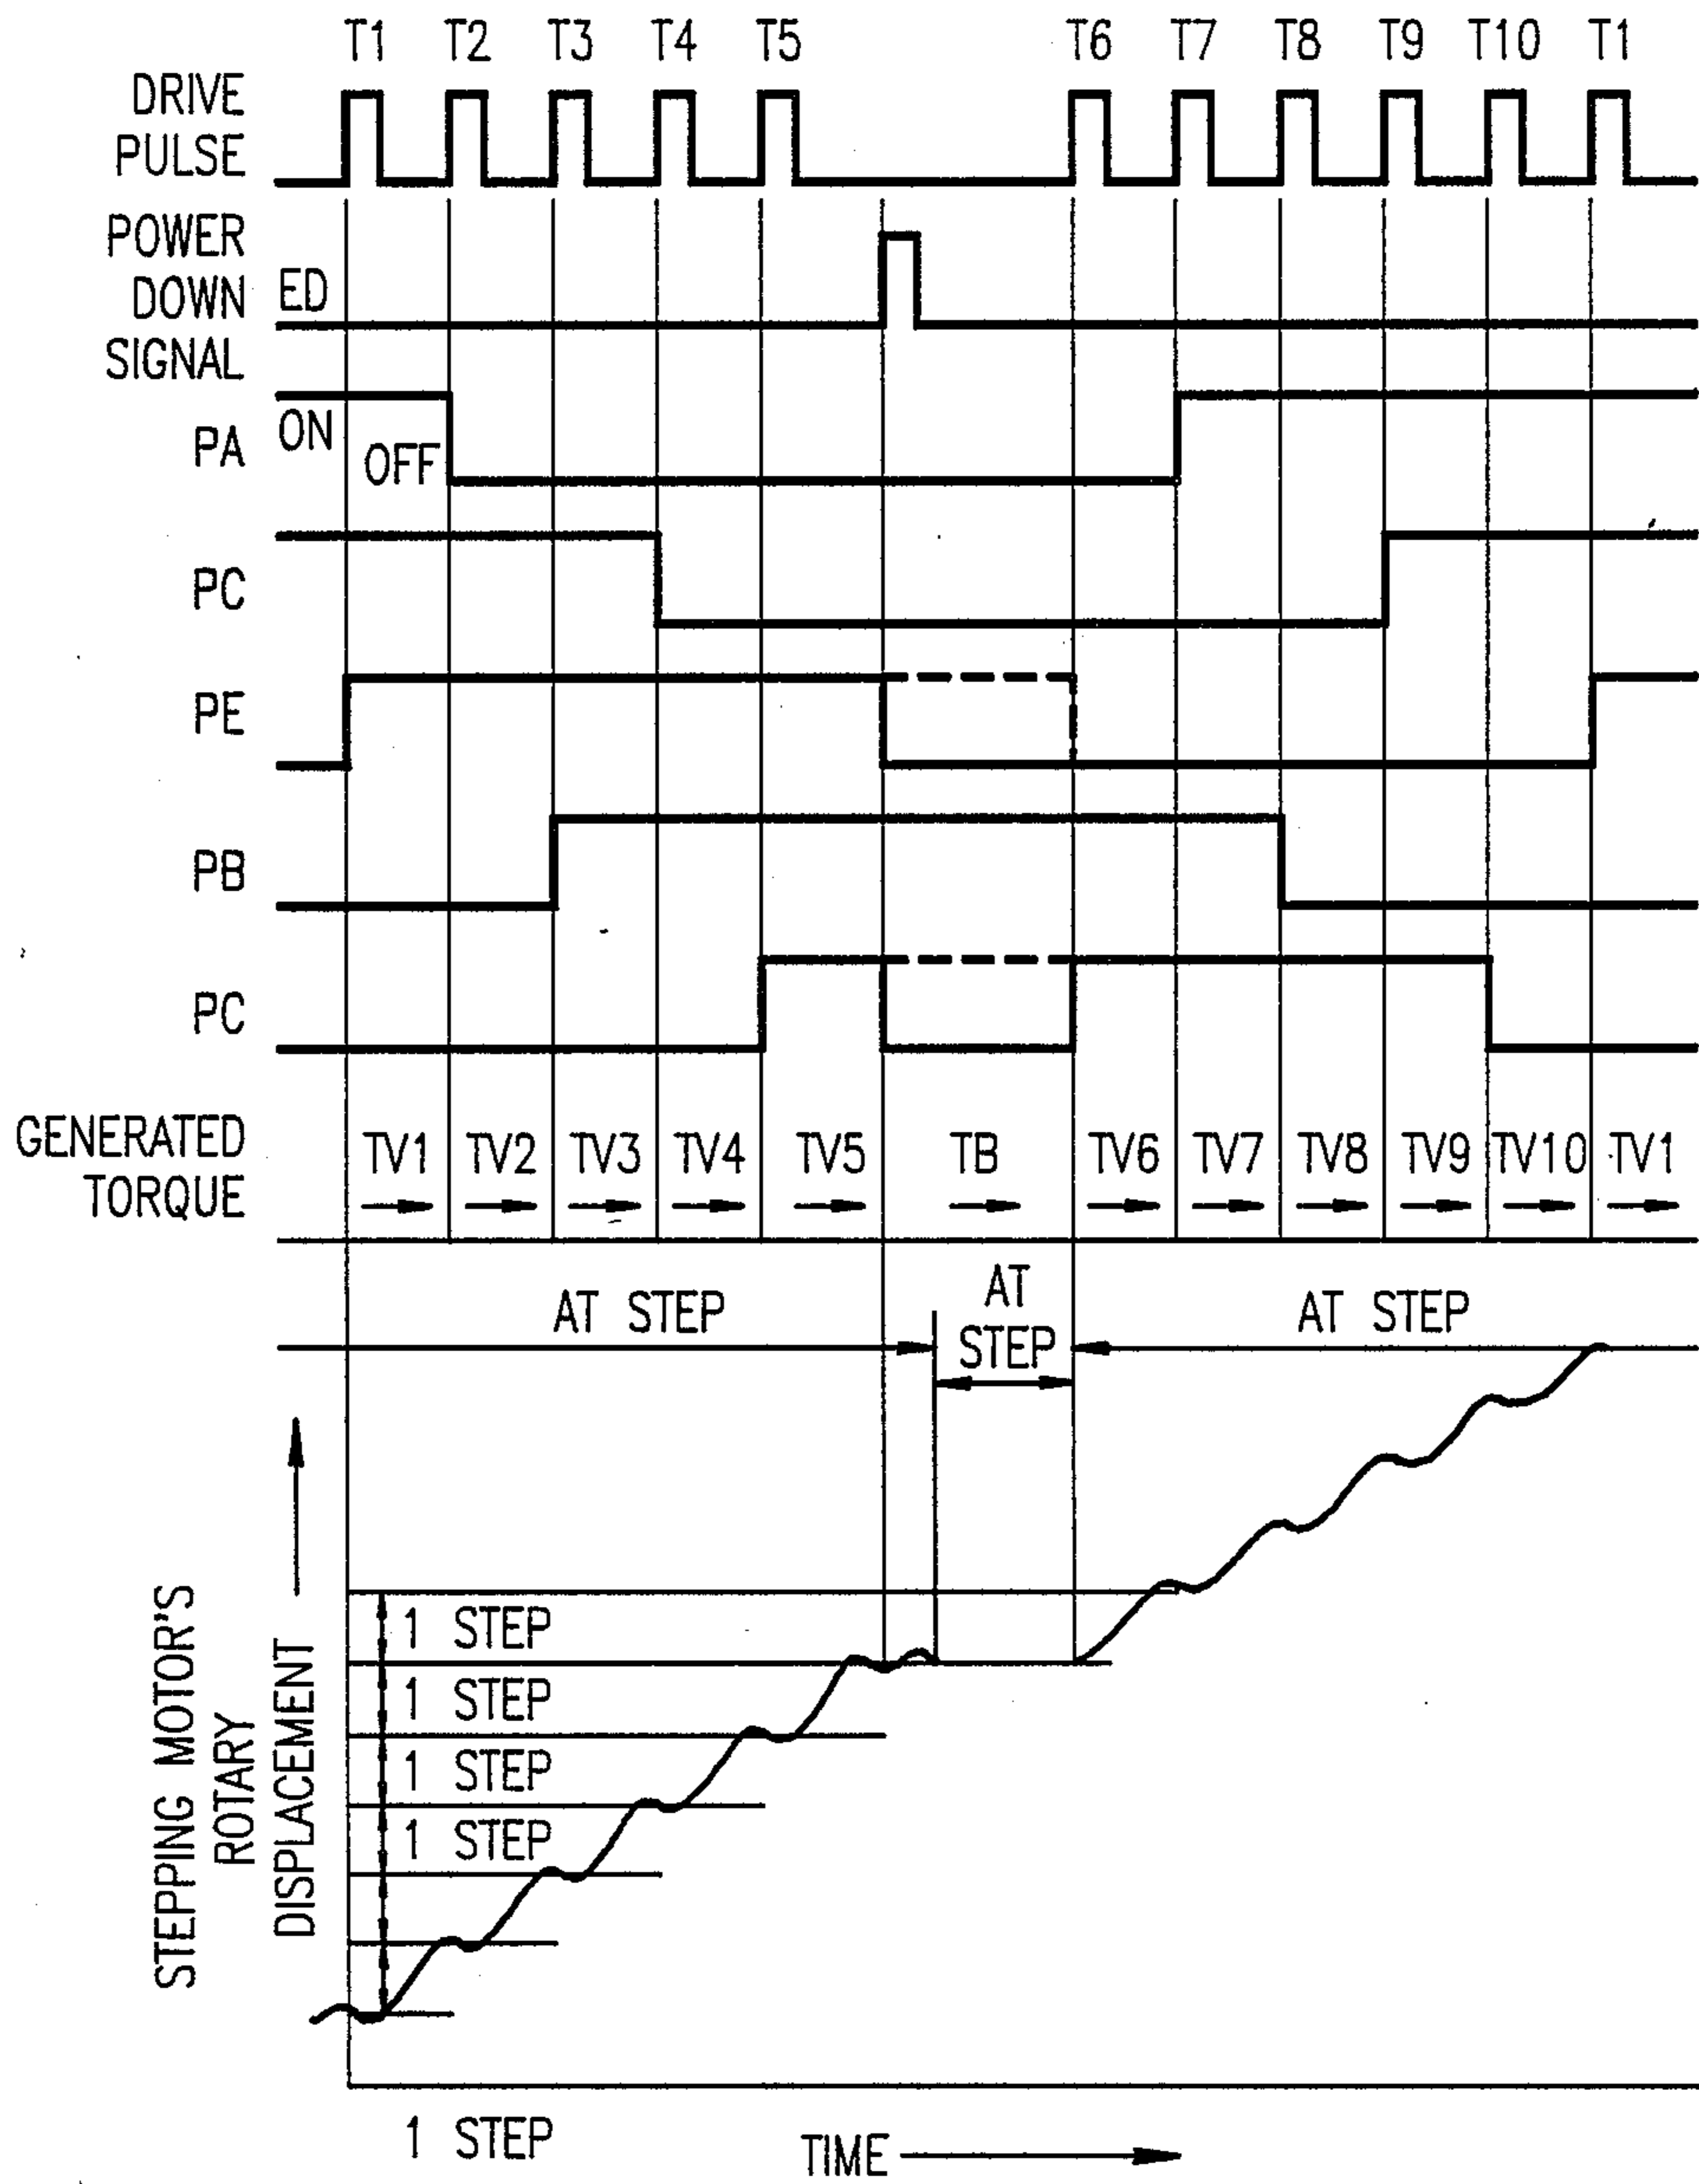 T1 T2 T3 T4 T5 T6 T7 T8 T9 T10 T1
DRIVE
PULSE
POWER
DOWN ED
SIGNAL
PA ON
OFF
PC
PE
PB
PC
GENERATED
TORQUE
TV1 TV2 TV3 TV4 TV5 TB TV6 TV7 TV8 TV9 TV10 TV1
AT STEP
AT
STEP
AT STEP
STEPPING MOTOR'S
ROTARY
DISPLACEMENT
1 STEP
1 STEP
1 STEP
1 STEP
1 STEP
TIME